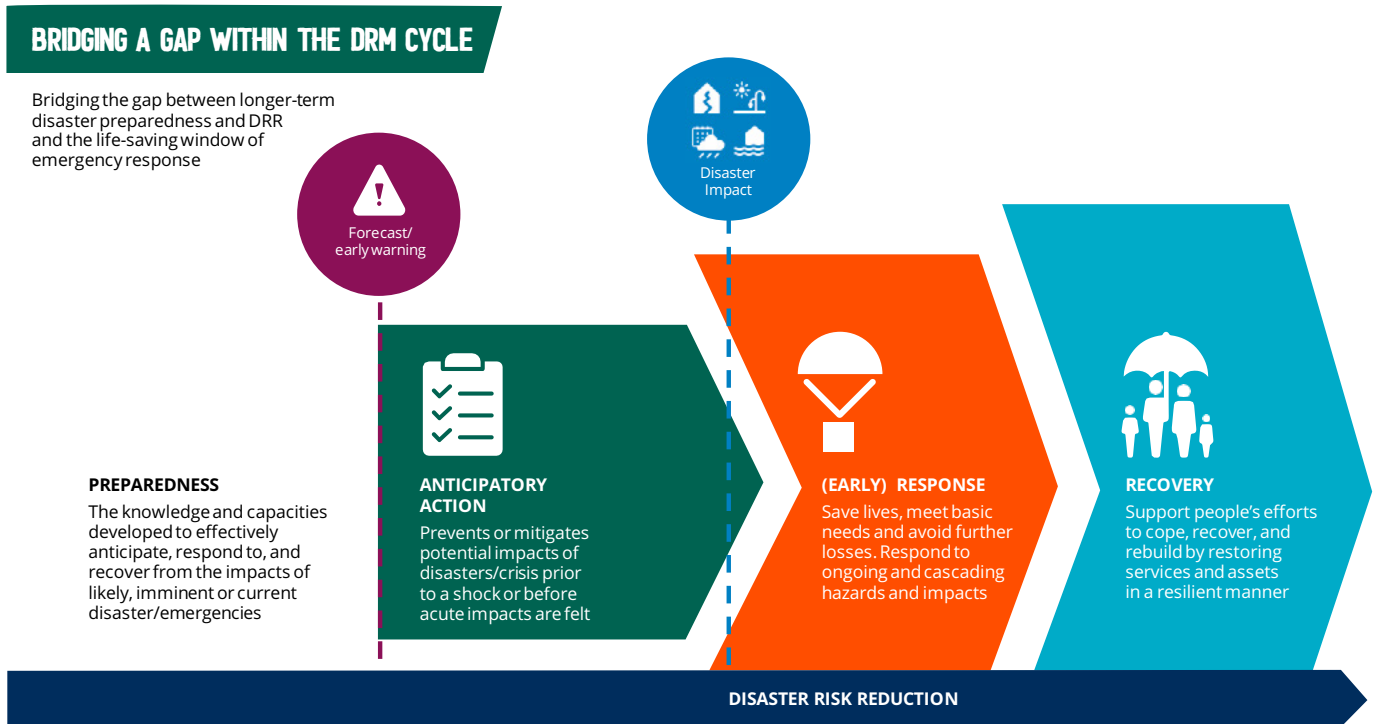 BRIDGING A GAP WITHIN THE DRM CYCLE
Bridging the gap between longer-term
disaster preparedness and DRR
and the life-saving window of
emergency response
Forecast/
early warning
Disaster
Impact
PREPAREDNESS
The knowledge and capacities
developed to effectively
anticipate, respond to, and
recover from the impacts of
likely, imminent or current
disaster/emergencies
ANTICIPATORY
ACTION
Prevents or mitigates
potential impacts of
disasters/crisis prior
to a shock or before
acute impacts are felt
(EARLY) RESPONSE
Save lives, meet basic
needs and avoid further
losses. Respond to
ongoing and cascading
hazards and impacts
RECOVERY
Support people’s efforts
to cope, recover, and
rebuild by restoring
services and assets
in a resilient manner
DISASTER RISK REDUCTION